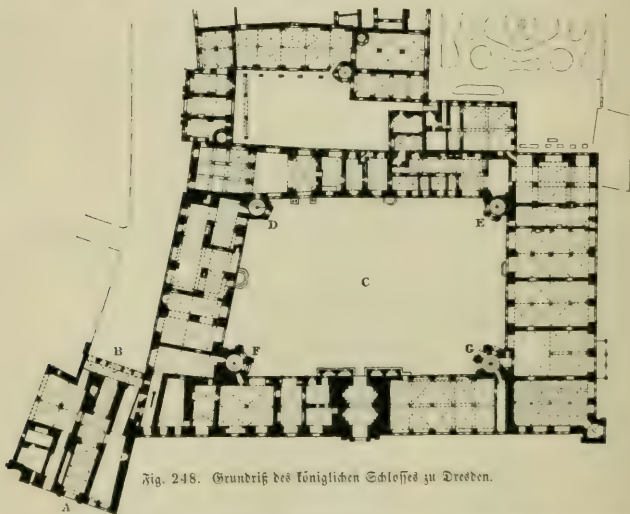 D
E
C
B
F
G
A
Fig. 248. Grundriß des königlichen Schlosses zu Dresden.